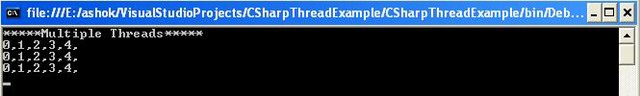 file:///E:/ashok/VisualStudioProjects/CSharpThreadExample/CSharpThreadExample/bin/Deb...
*****Multiple Threads*****
0,1,2,3,4,
0,1,2,3,4,
0,1,2,3,4,